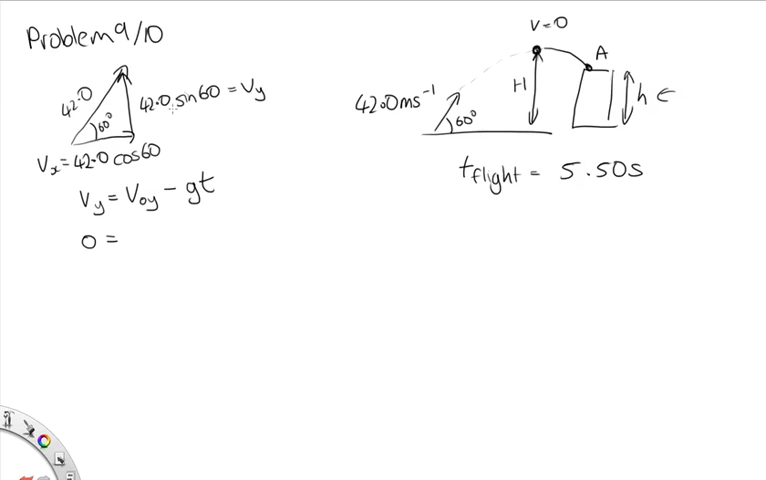 Problem 9/10
42.0
42.0 sin60 = Vy
60°
Vx = 42.0 cos60
Vy = Voy - gt
0 =
V=0
A
H
42.0ms⁻¹
60°
h ←
tflight = 5.50s